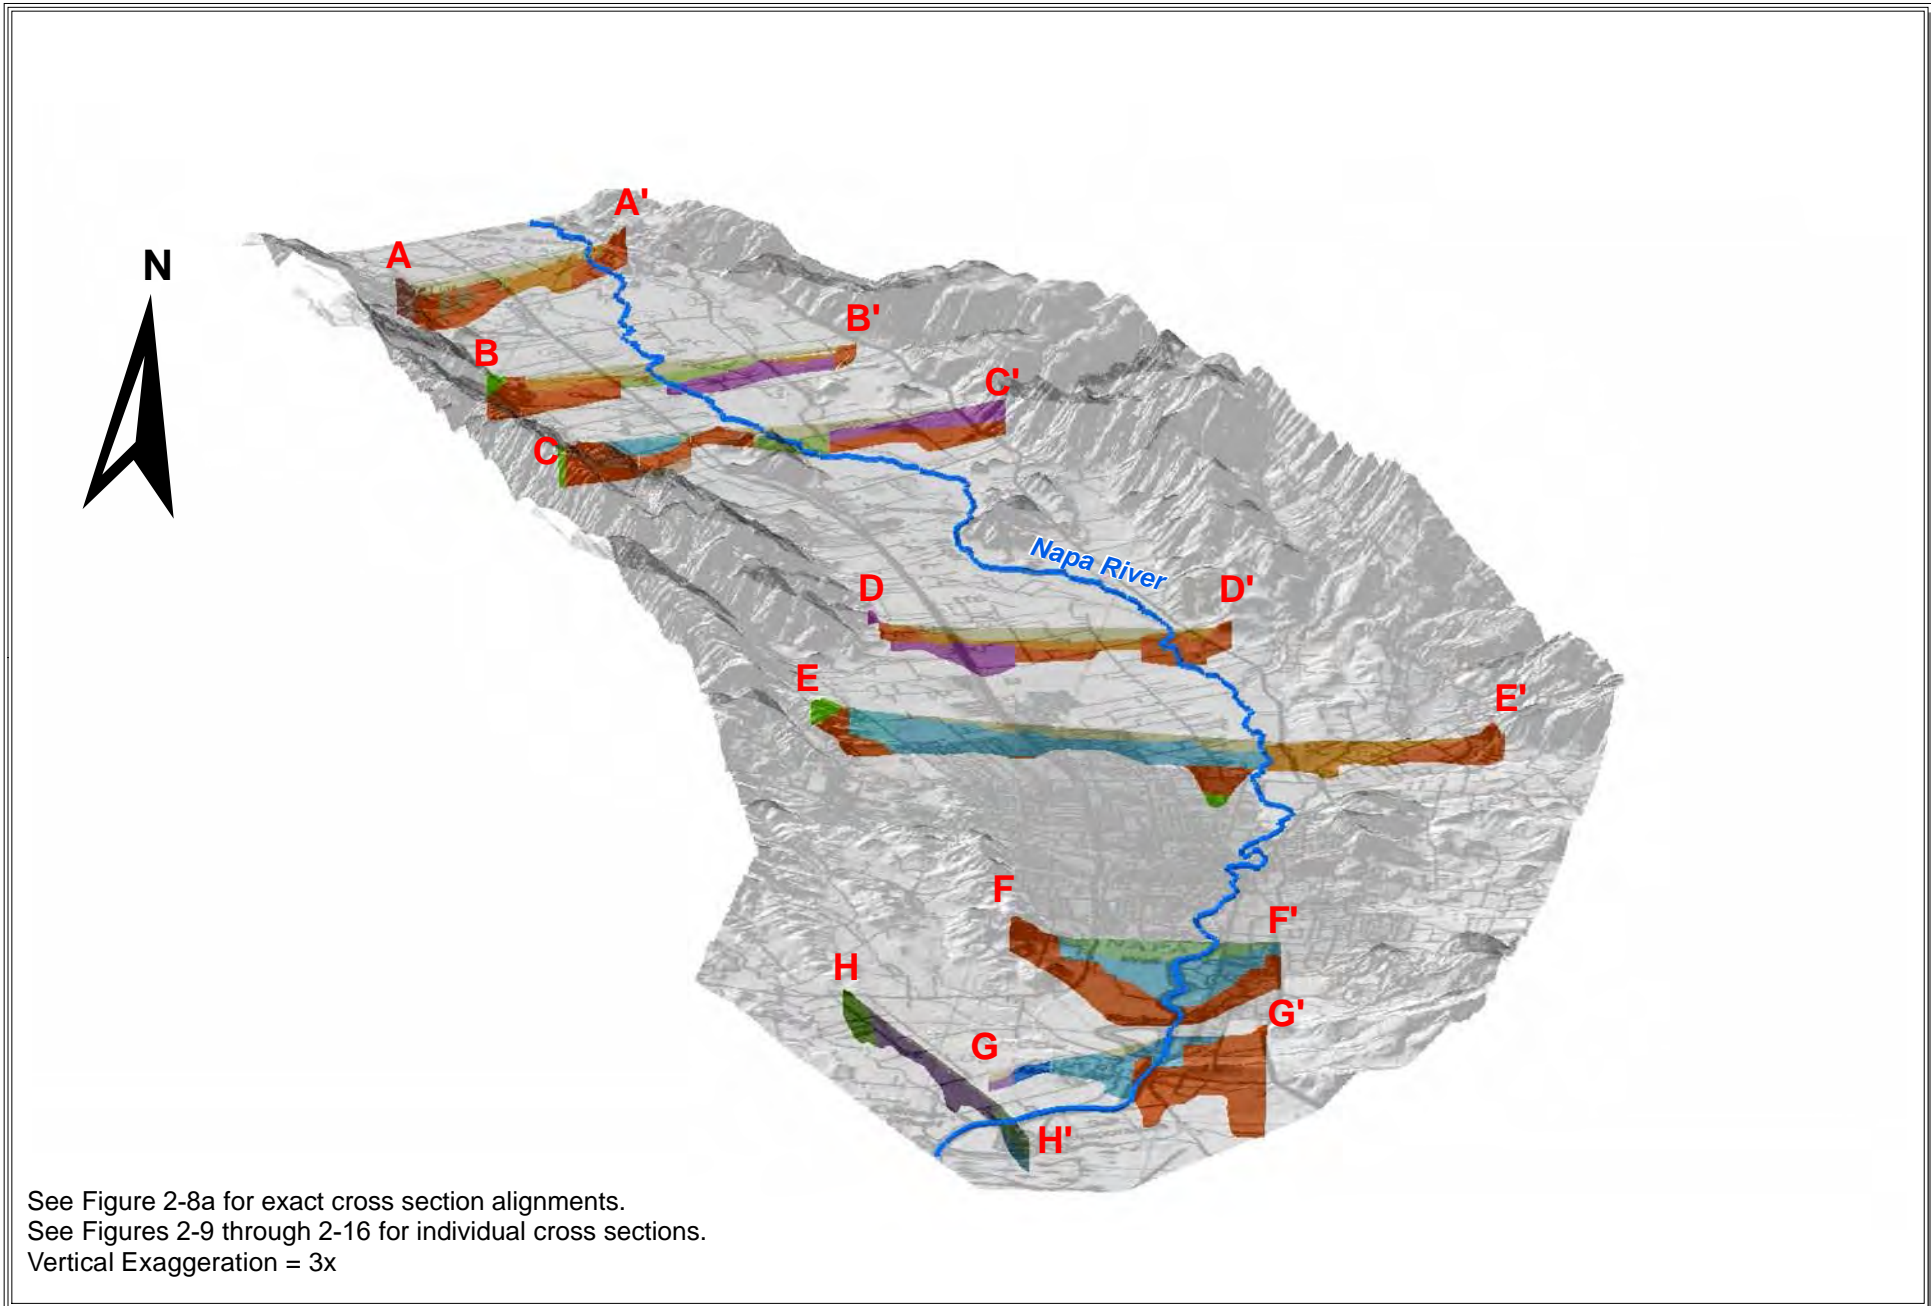 A'
A
N
B'
B
C'
C
Napa River
D
D'
E
E'
F
F'
H
G'
G
H'
See Figure 2-8a for exact cross section alignments.
See Figures 2-9 through 2-16 for individual cross sections.
Vertical Exaggeration = 3x